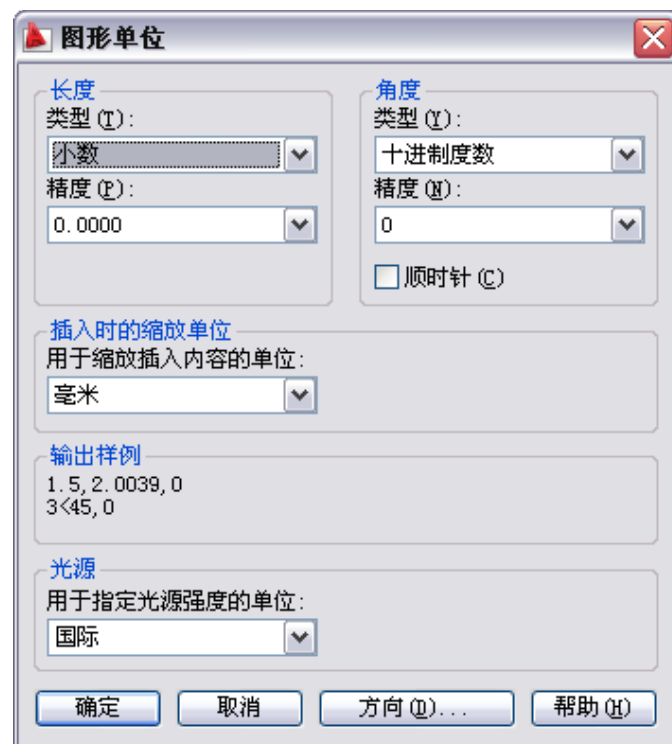 图形单位
长度
类型(T):
小数
精度(P):
0.0000
角度
类型(Y):
十进制度数
精度(N):
0
顺时针(C)
插入时的缩放单位
用于缩放插入内容的单位:
毫米
输出样例
1.5,2.0039,0
3<45,0
光源
用于指定光源强度的单位:
国际
确定 取消 方向(D)... 帮助(H)